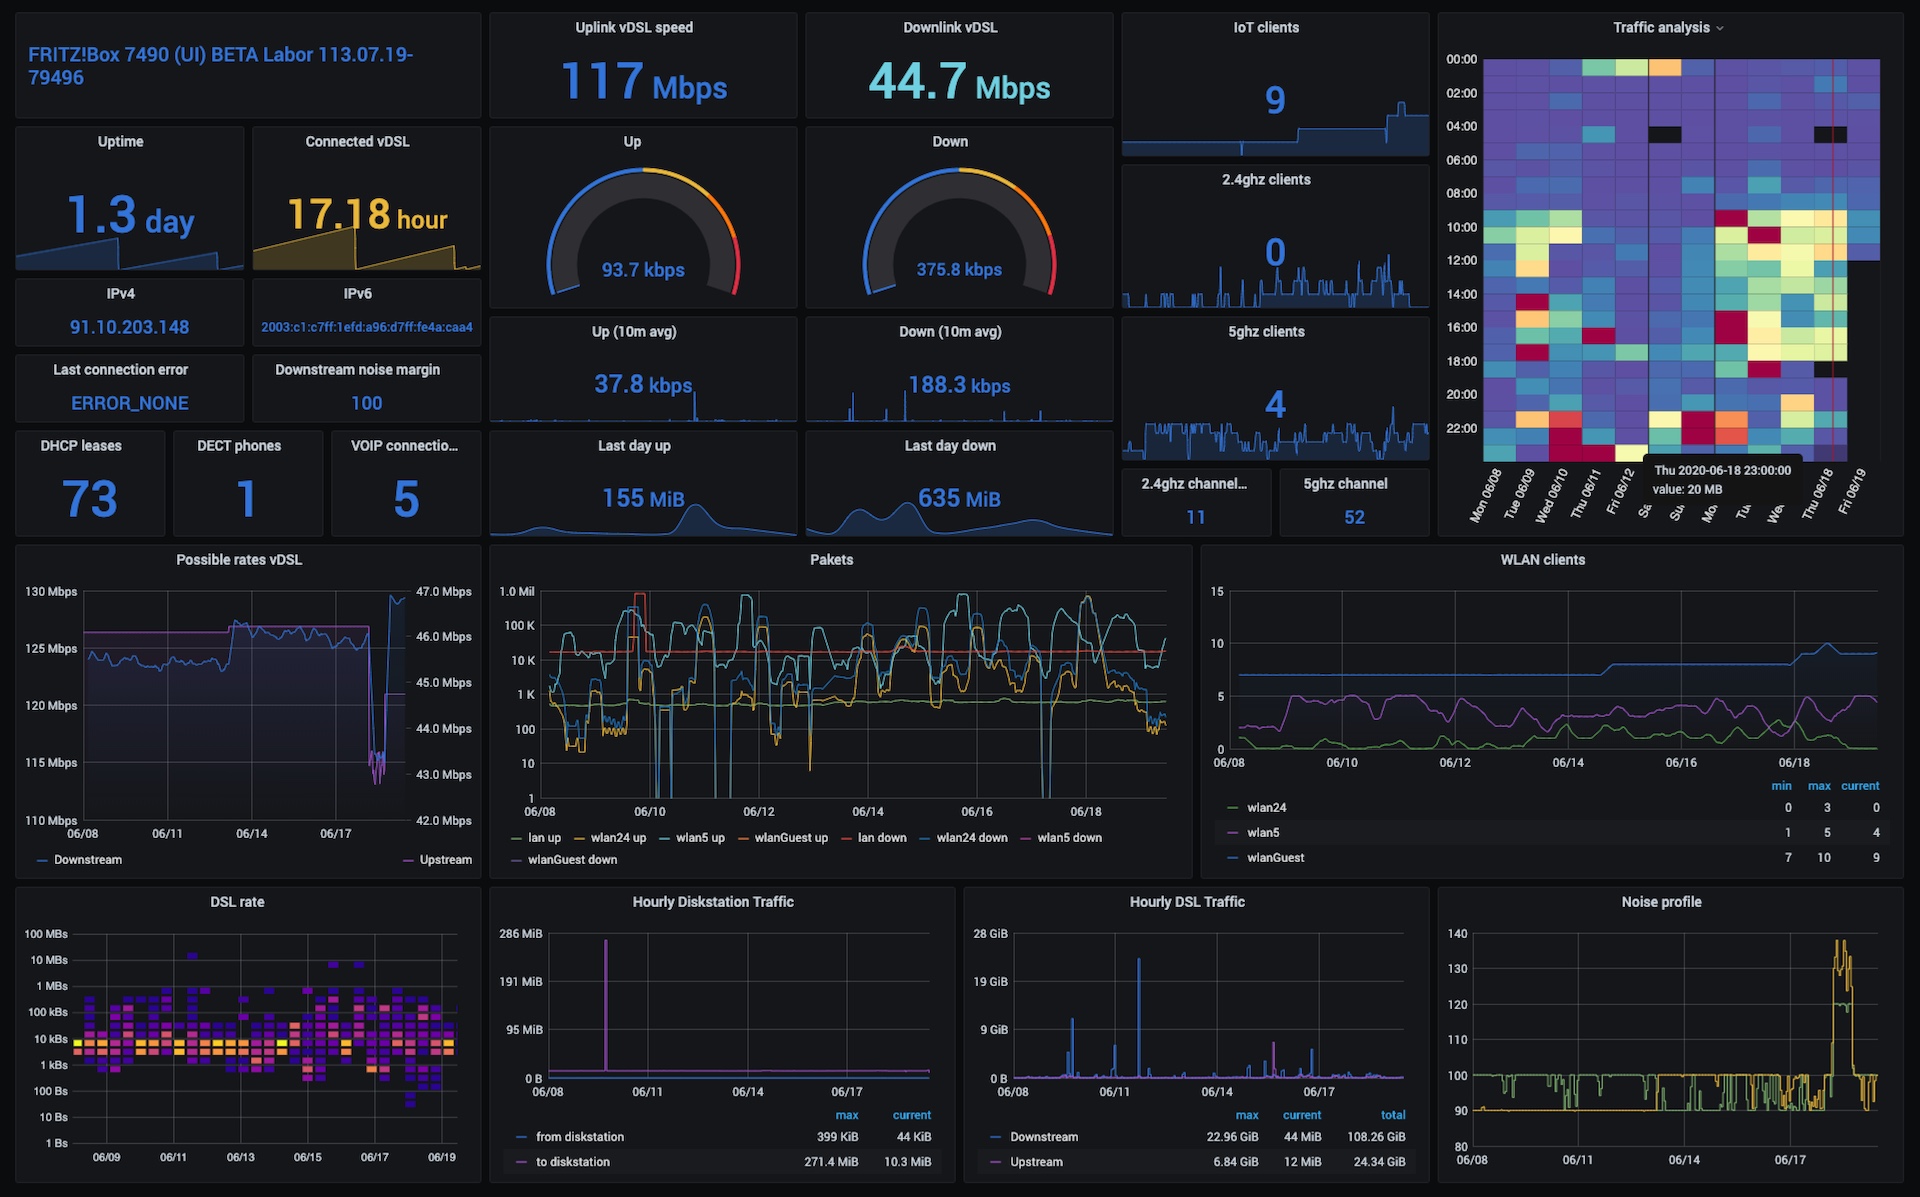 FRITZ!Box 7490 (UI) BETA Labor 113.07.19-
79496
Uplink vDSL speed
117 Mbps
Downlink vDSL
44.7 Mbps
IoT clients
9
Traffic analysis
00:00
02:00
04:00
06:00
08:00
10:00
12:00
14:00
16:00
18:00
20:00
22:00
Mon 06/08
Tue 06/09
Wed 06/10
Thu 06/11
Fri 06/12
Thu 06/18
Fri 06/19
Thu 2020-06-18 23:00:00
value: 20 MB
Uptime
1.3 day
Connected vDSL
17.18 hour
Up
93.7 kbps
Down
375.8 kbps
2.4ghz clients
0
IPv4
91.10.203.148
IPv6
2003:c1:c7ff:1efd:a96:d7ff:fe4a:caa4
Up (10m avg)
37.8 kbps
Down (10m avg)
188.3 kbps
5ghz clients
4
Last connection error
ERROR_NONE
Downstream noise margin
100
DHCP leases
73
DECT phones
1
VOIP connectio...
5
Last day up
155 MiB
Last day down
635 MiB
2.4ghz channel...
11
5ghz channel
52
Possible rates vDSL
130 Mbps
125 Mbps
120 Mbps
115 Mbps
110 Mbps
47.0 Mbps
46.0 Mbps
45.0 Mbps
44.0 Mbps
43.0 Mbps
42.0 Mbps
06/08 06/11 06/14 06/17
Downstream Upstream
Pakets
1.0 Mil
100 K
10 K
1 K
100
10
1
06/08 06/10 06/12 06/14 06/16 06/18
lan up wlan24 up wlan5 up wlanGuest up lan down wlan24 down wlan5 down
wlanGuest down
WLAN clients
15
10
5
0
06/08 06/10 06/12 06/14 06/16 06/18
min max current
wlan24 0 3 0
wlan5 1 5 4
wlanGuest 7 10 9
DSL rate
100 MBs
10 MBs
1 MBs
100 kBs
10 kBs
1 kBs
100 Bs
10 Bs
1 Bs
06/09 06/11 06/13 06/15 06/17 06/19
Hourly Diskstation Traffic
286 MiB
191 MiB
95 MiB
0 B
06/08 06/11 06/14 06/17
max current
from diskstation 399 KiB 44 KiB
to diskstation 271.4 MiB 10.3 MiB
Hourly DSL Traffic
28 GiB
19 GiB
9 GiB
0 B
06/08 06/11 06/14 06/17
max current total
Downstream 22.96 GiB 44 MiB 108.26 GiB
Upstream 6.84 GiB 12 MiB 24.34 GiB
Noise profile
140
130
120
110
100
90
80
06/08 06/11 06/14 06/17